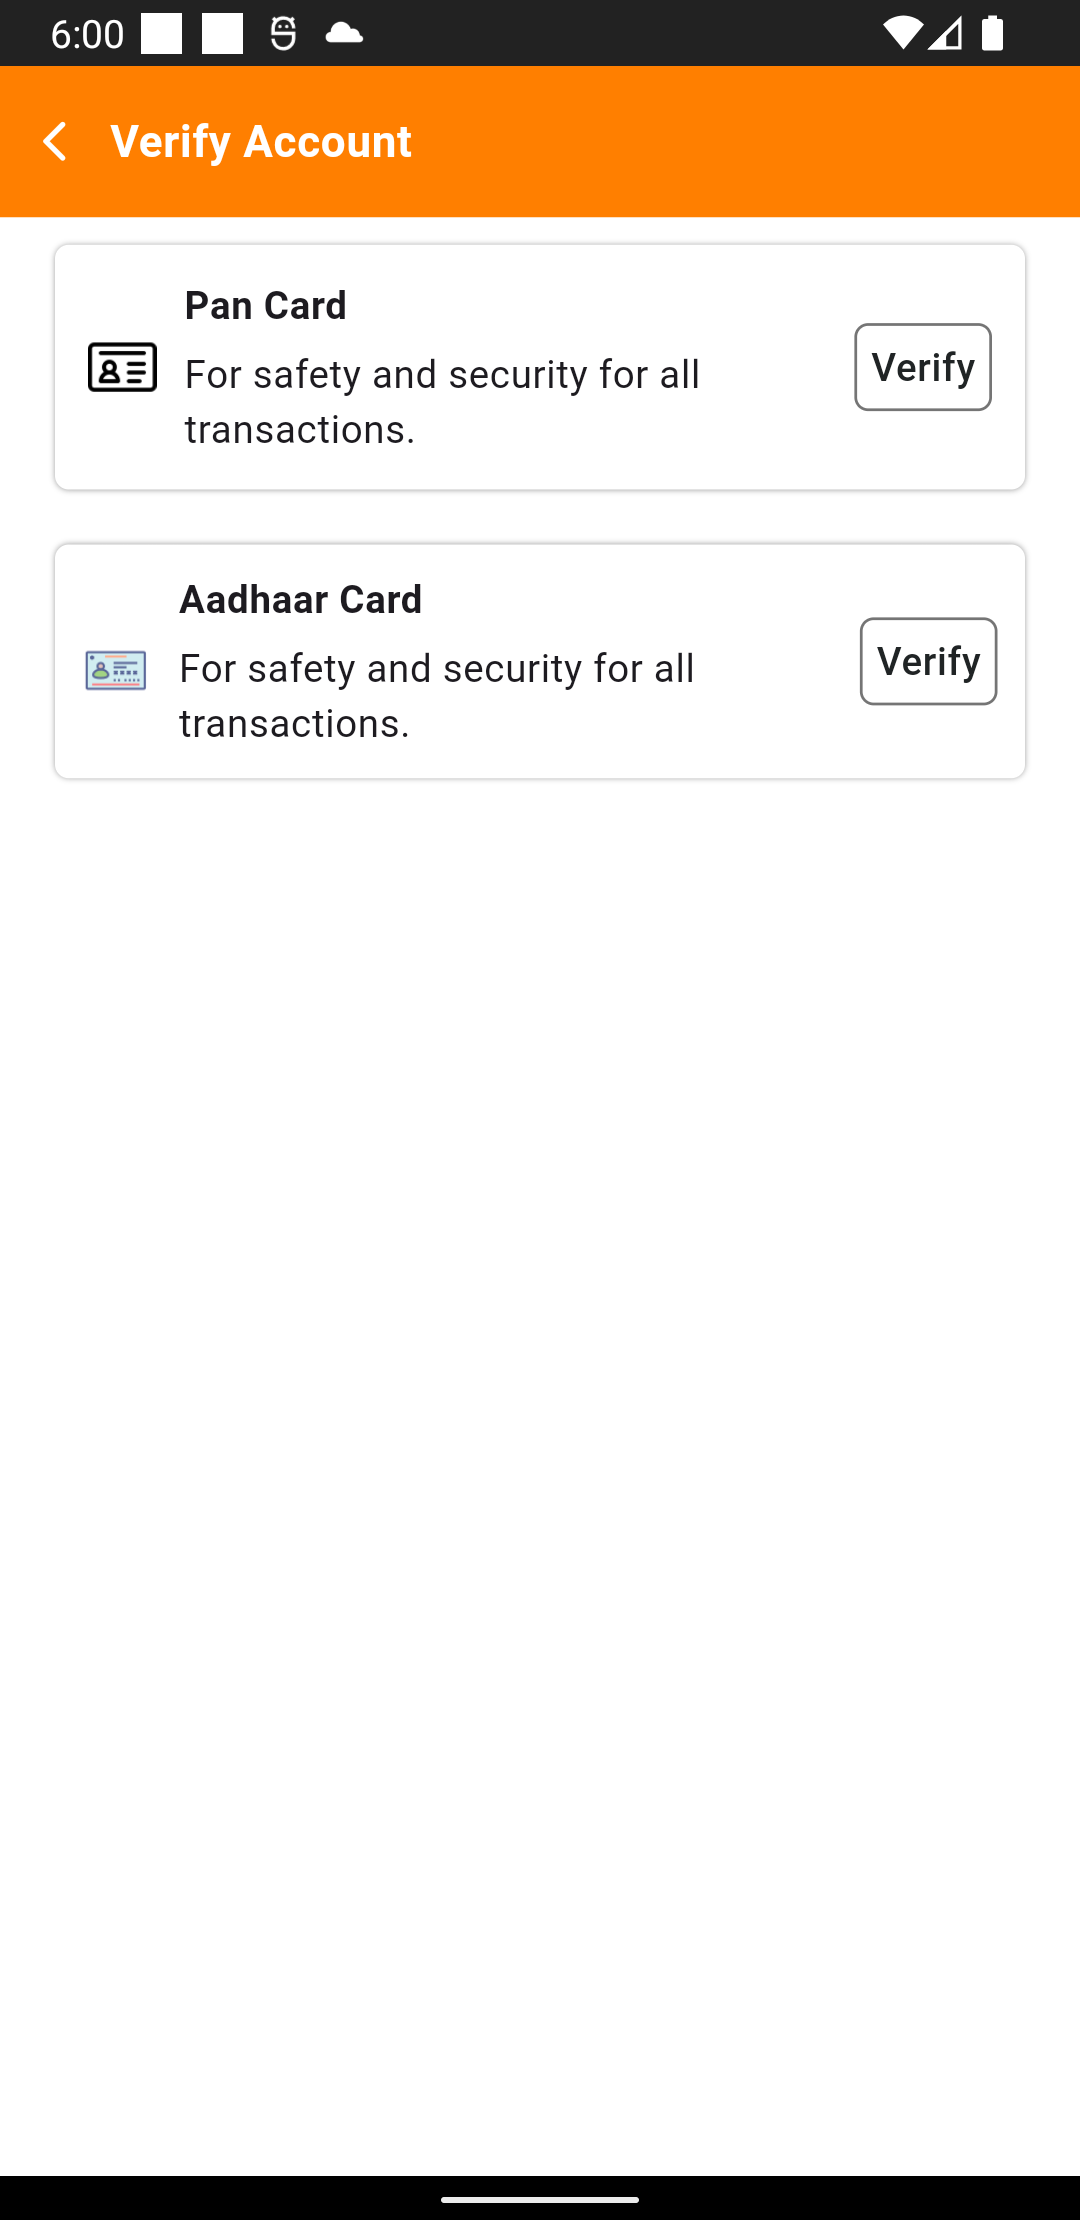 6:00
Verify Account
Pan Card
For safety and security for all
transactions.
Verify
Aadhaar Card
For safety and security for all
transactions.
Verify